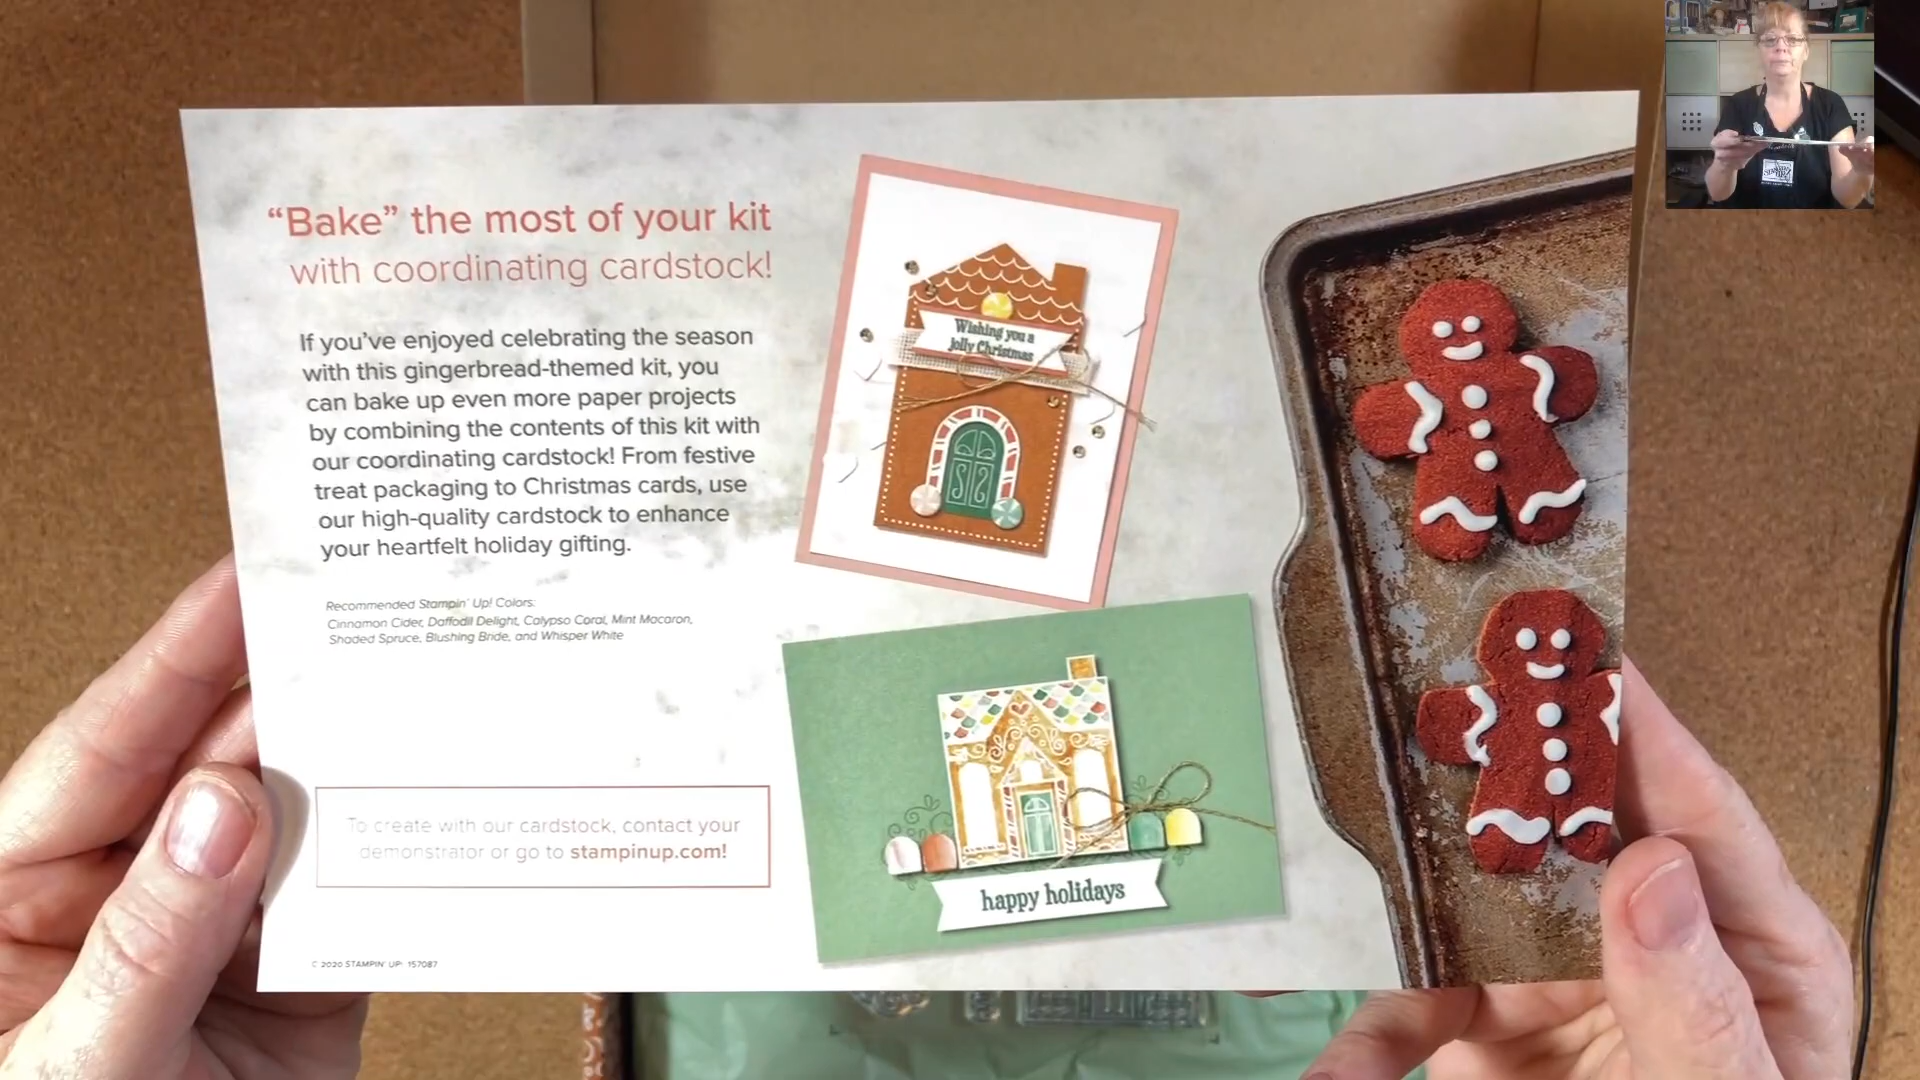 “Bake” the most of your kit
with coordinating cardstock!
If you’ve enjoyed celebrating the season
with this gingerbread-themed kit, you
can bake up even more paper projects
by combining the contents of this kit with
our coordinating cardstock! From festive
treat packaging to Christmas cards, use
our high-quality cardstock to enhance
your heartfelt holiday gifting.
Recommended Stampin’ Up! Colors:
Cinnamon Cider, Daffodil Delight, Calypso Coral, Mint Macaron,
Shaded Spruce, Blushing Bride, and Whisper White
To create with our cardstock, contact your
demonstrator or go to stampinup.com!
© 2020 STAMPIN’ UP! 157087
Wishing you a
Jolly Christmas
happy holidays